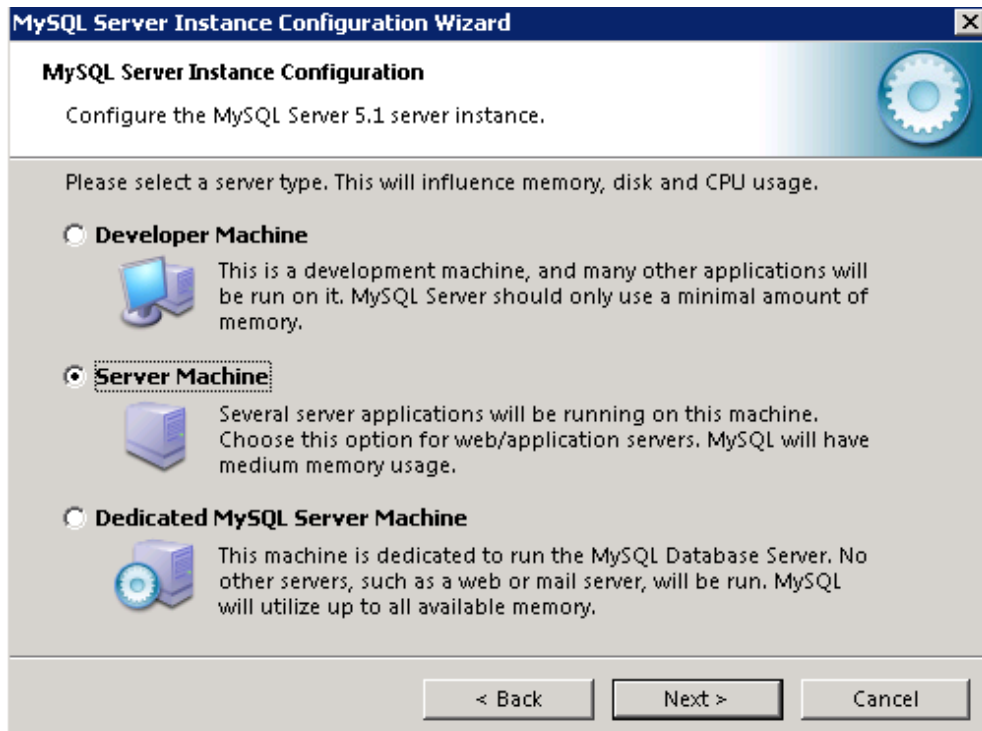 MySQL Server Instance Configuration Wizard
MySQL Server Instance Configuration
Configure the MySQL Server 5.1 server instance.
Please select a server type. This will influence memory, disk and CPU usage.
Developer Machine
This is a development machine, and many other applications will
be run on it. MySQL Server should only use a minimal amount of
memory.
Server Machine
Several server applications will be running on this machine.
Choose this option for web/application servers. MySQL will have
medium memory usage.
Dedicated MySQL Server Machine
This machine is dedicated to run the MySQL Database Server. No
other servers, such as a web or mail server, will be run. MySQL
will utilize up to all available memory.
< Back Next > Cancel